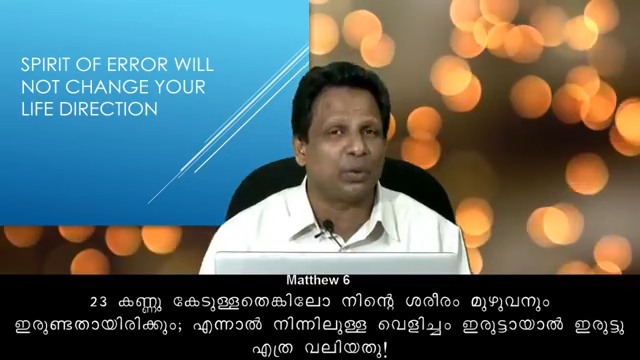 SPIRIT OF ERROR WILL
NOT CHANGE YOUR
LIFE DIRECTION
Matthew 6
23 കണ്ണു കേടുള്ളതെങ്കിലോ നിന്റെ ശരീരം മുഴുവനും
ഇരുണ്ടതായിരിക്കും; എന്നാൽ നിന്നിലുള്ള വെളിച്ചം ഇരുട്ടായാൽ ഇരുട്ടു
എത്ര വലിയതു!